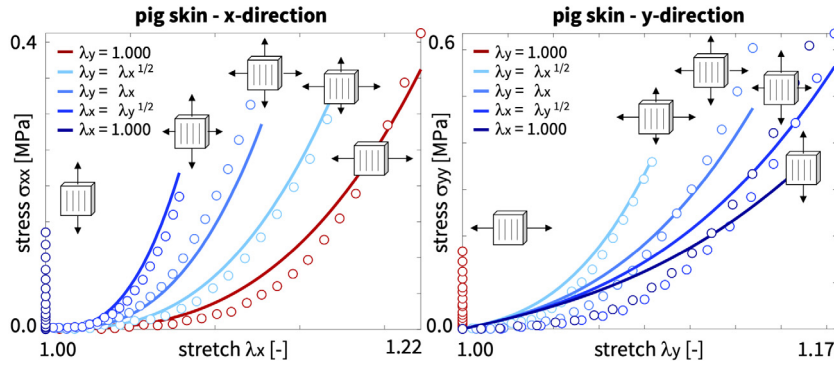 pig skin - x-direction
0.4
λy = 1.000
λy = λx 1/2
λy = λx
λx = λy 1/2
λx = 1.000
stress σxx [MPa]
0.0
1.00
stretch λx [-]
1.22
pig skin - y-direction
0.6
λy = 1.000
λy = λx 1/2
λy = λx
λx = λy 1/2
λx = 1.000
stress σyy [MPa]
0.0
1.00
stretch λy [-]
1.17